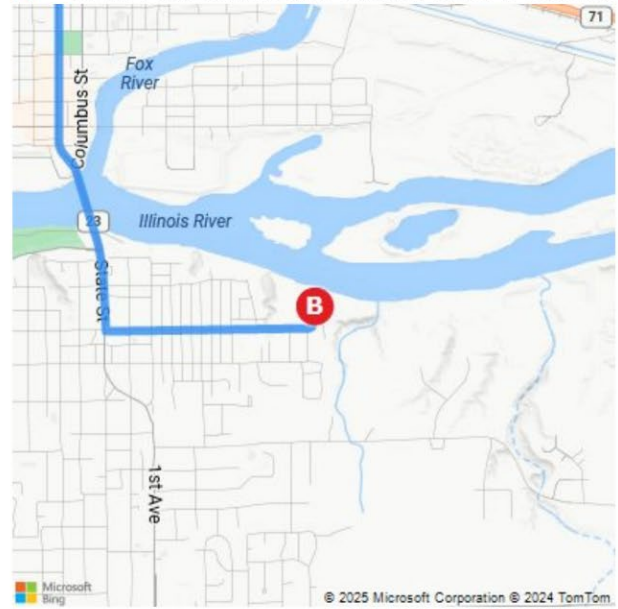 71
Fox
River
Columbus St
23
Illinois River
State St
B
1st Ave
Microsoft
Bing
© 2025 Microsoft Corporation © 2024 TomTom